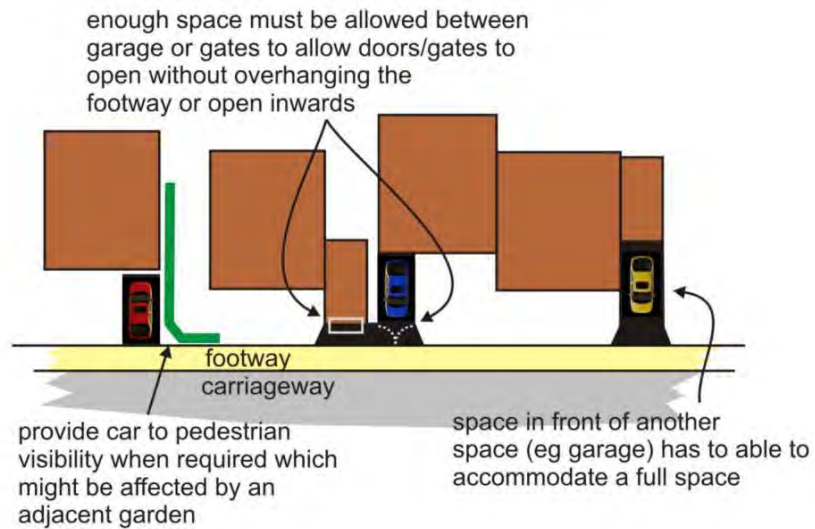 enough space must be allowed between
garage or gates to allow doors/gates to
open without overhanging the
footway or open inwards
footway
carriageway
provide car to pedestrian
visibility when required which
might be affected by an
adjacent garden
space in front of another
space (eg garage) has to able to
accommodate a full space